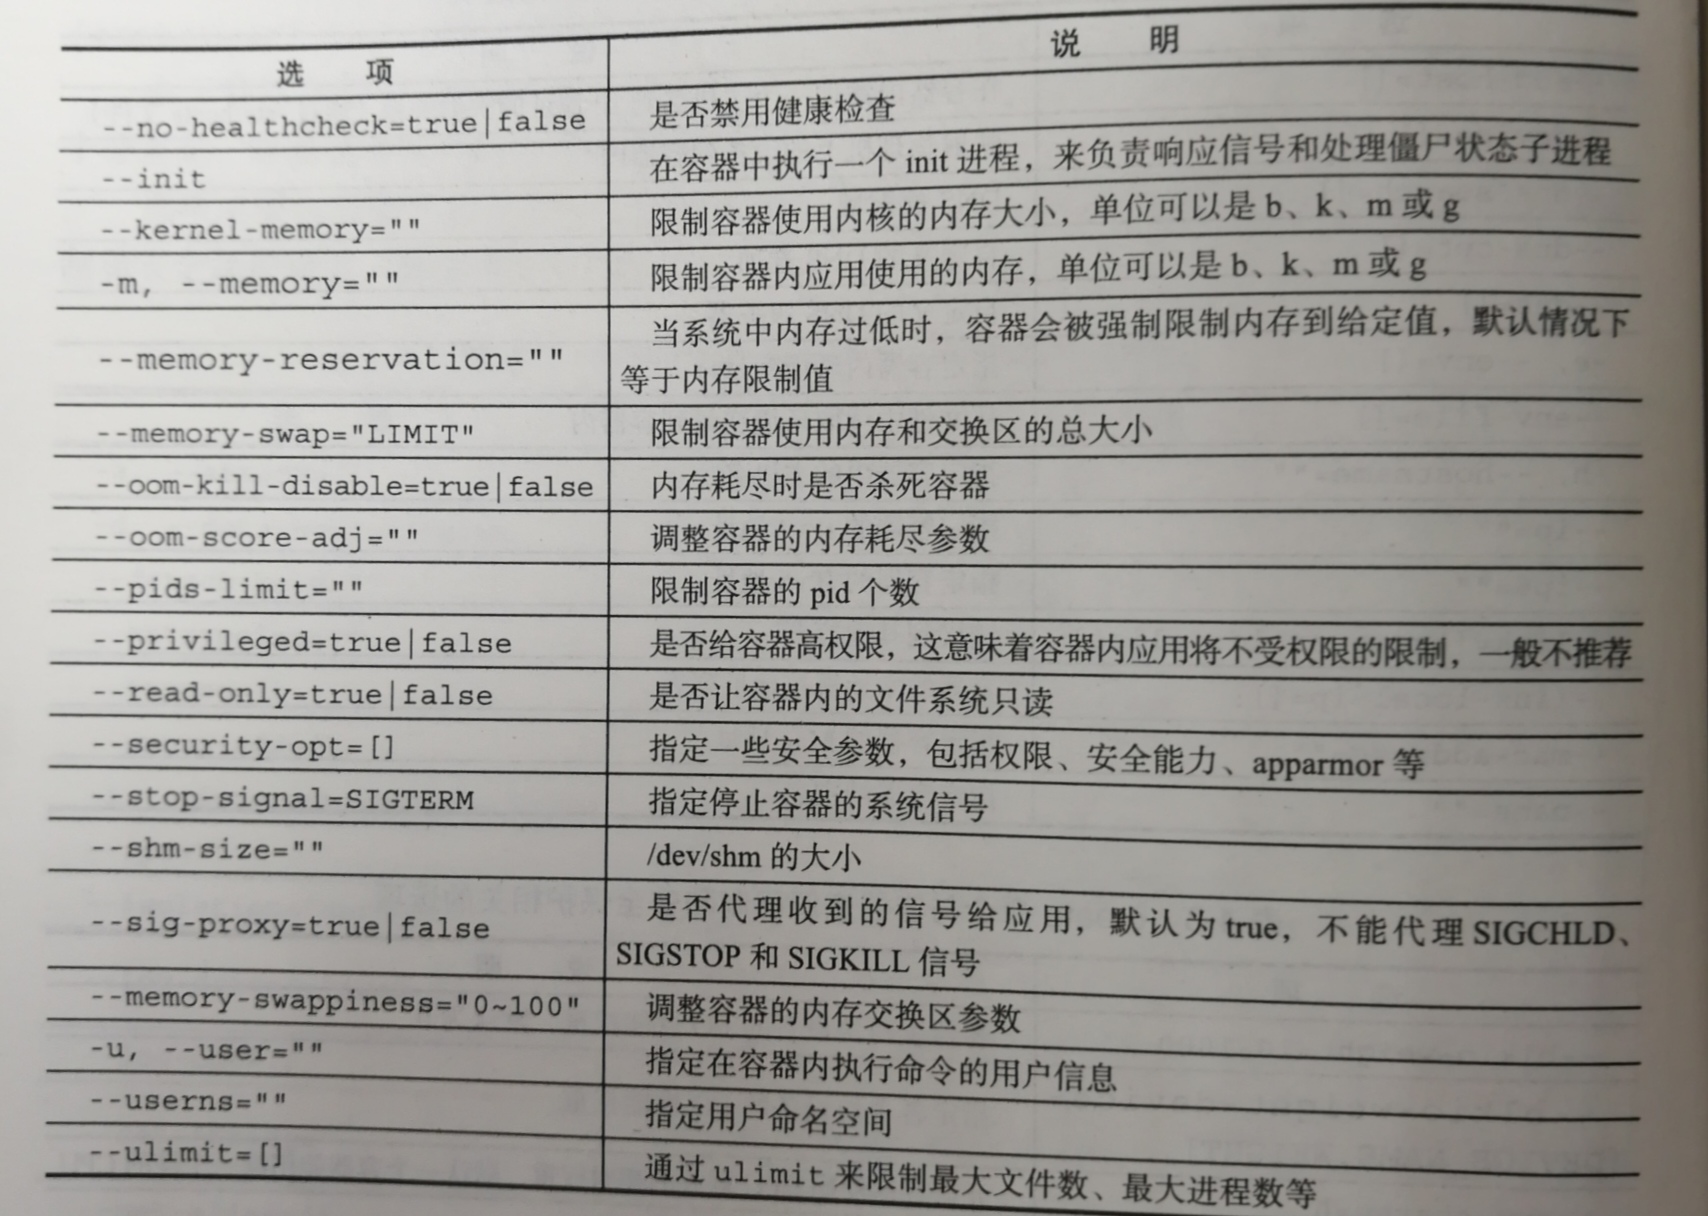 选 项 说 明
--no-healthcheck=true|false 是否禁用健康检查
--init 在容器中执行一个 init 进程，来负责响应信号和处理僵尸状态子进程
--kernel-memory="" 限制容器使用内核的内存大小，单位可以是 b、k、m 或 g
-m, --memory="" 限制容器内应用使用的内存，单位可以是 b、k、m 或 g
--memory-reservation="" 当系统中内存过低时，容器会被强制限制内存到给定值，默认情况下
等于内存限制值
--memory-swap="LIMIT" 限制容器使用内存和交换区的总大小
--oom-kill-disable=true|false 内存耗尽时是否杀死容器
--oom-score-adj="" 调整容器的内存耗尽参数
--pids-limit="" 限制容器的 pid 个数
--privileged=true|false 是否给容器高权限，这意味着容器内应用将不受权限的限制，一般不推荐
--read-only=true|false 是否让容器内的文件系统只读
--security-opt=[] 指定一些安全参数，包括权限、安全能力、apparmor 等
--stop-signal=SIGTERM 指定停止容器的系统信号
--shm-size="" /dev/shm 的大小
--sig-proxy=true|false 是否代理收到的信号给应用，默认为 true，不能代理 SIGCHLD、
SIGSTOP 和 SIGKILL 信号
--memory-swappiness="0~100" 调整容器的内存交换区参数
-u, --user="" 指定在容器内执行命令的用户信息
--userns="" 指定用户命名空间
--ulimit=[] 通过 ulimit 来限制最大文件数、最大进程数等